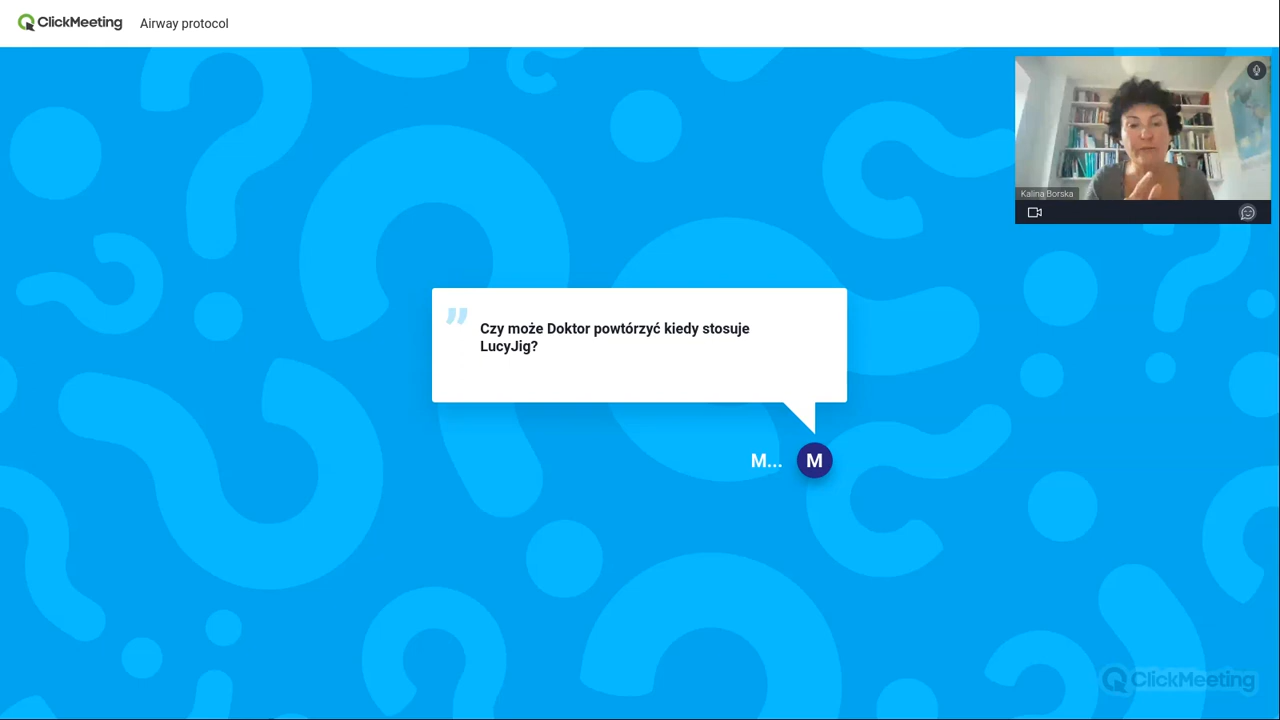 ClickMeeting
Airway protocol
Kalina Borska
Czy może Doktor powtórzyć kiedy stosuje
LucyJig?
M... M
ClickMeeting